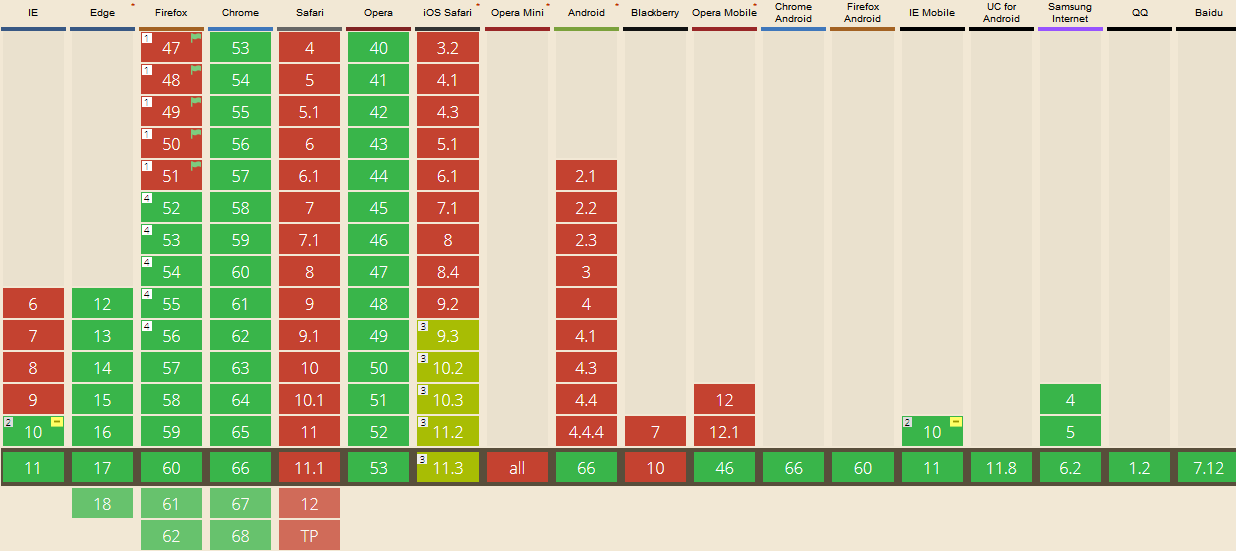 IE Edge * Firefox Chrome Safari Opera iOS Safari * Opera Mini * Android * Blackberry Opera Mobile * Chrome Android Firefox Android IE Mobile UC for Android Samsung Internet QQ Baidu
1 47 53 4 40 3.2
1 48 54 5 41 4.1
1 49 55 5.1 42 4.3
1 50 56 6 43 5.1
1 51 57 6.1 44 6.1 2.1
4 52 58 7 45 7.1 2.2
4 53 59 7.1 46 8 2.3
4 54 60 8 47 8.4 3
6 12 4 55 61 9 48 9.2 4
7 13 4 56 62 9.1 49 3 9.3 4.1
8 14 57 63 10 50 3 10.2 4.3
9 15 58 64 10.1 51 3 10.3 4.4 12 4
2 10 16 59 65 11 52 3 11.2 4.4.4 7 12.1 2 10 5
11 17 60 66 11.1 53 3 11.3 all 66 10 46 66 60 11 11.8 6.2 1.2 7.12
18 61 67 12
62 68 TP